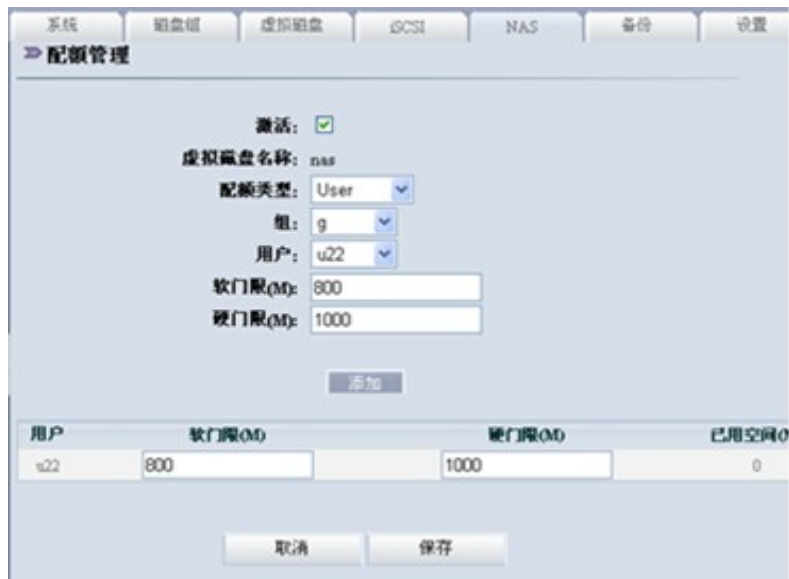 系统 磁盘组 虚拟磁盘 iSCSI NAS 备份 设置
配额管理
激活:
虚拟磁盘名称: nas
配额类型: User
组: g
用户: u22
软门限(M): 800
硬门限(M): 1000
添加
用户 软门限(M) 硬门限(M) 已用空间(
u22 800 1000 0
取消 保存